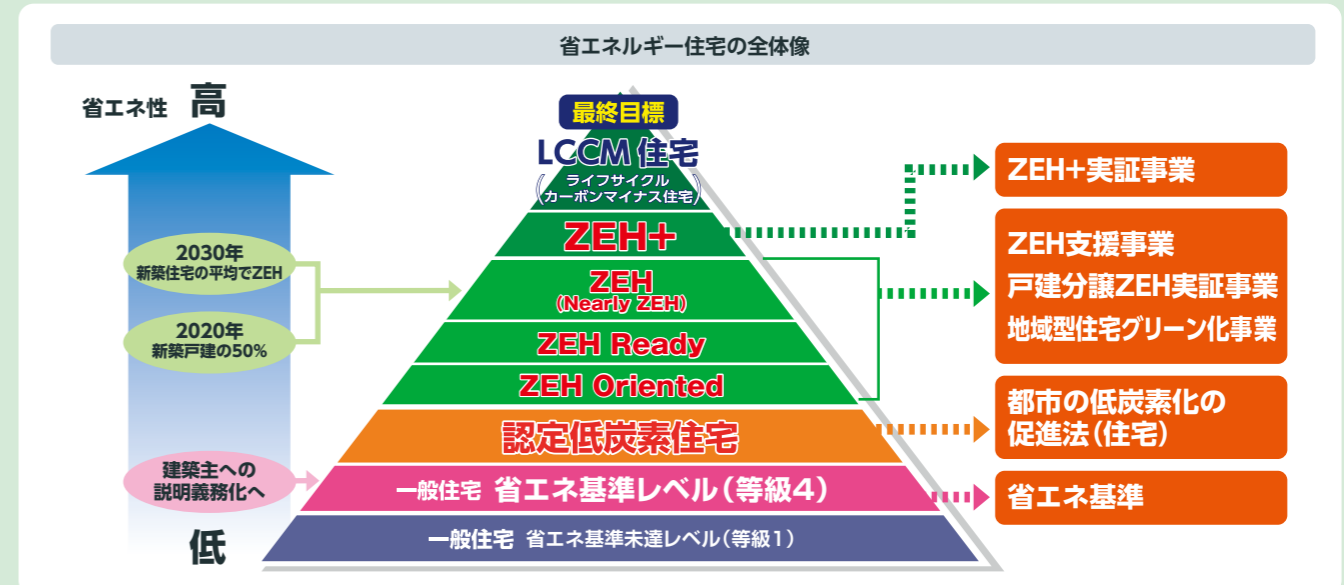 省エネルギー住宅の全体像
省エネ性 高
2030年
新築住宅の平均でZEH
2020年
新築戸建の50%
建築主への
説明義務化へ
低
最終目標
LCCM 住宅
(ライフサイクル
カーボンマイナス住宅)
ZEH+
ZEH
(Nearly ZEH)
ZEH Ready
ZEH Oriented
認定低炭素住宅
一般住宅 省エネ基準レベル(等級4)
一般住宅 省エネ基準未達レベル(等級1)
ZEH+実証事業
ZEH支援事業
戸建分譲ZEH実証事業
地域型住宅グリーン化事業
都市の低炭素化の
促進法(住宅)
省エネ基準